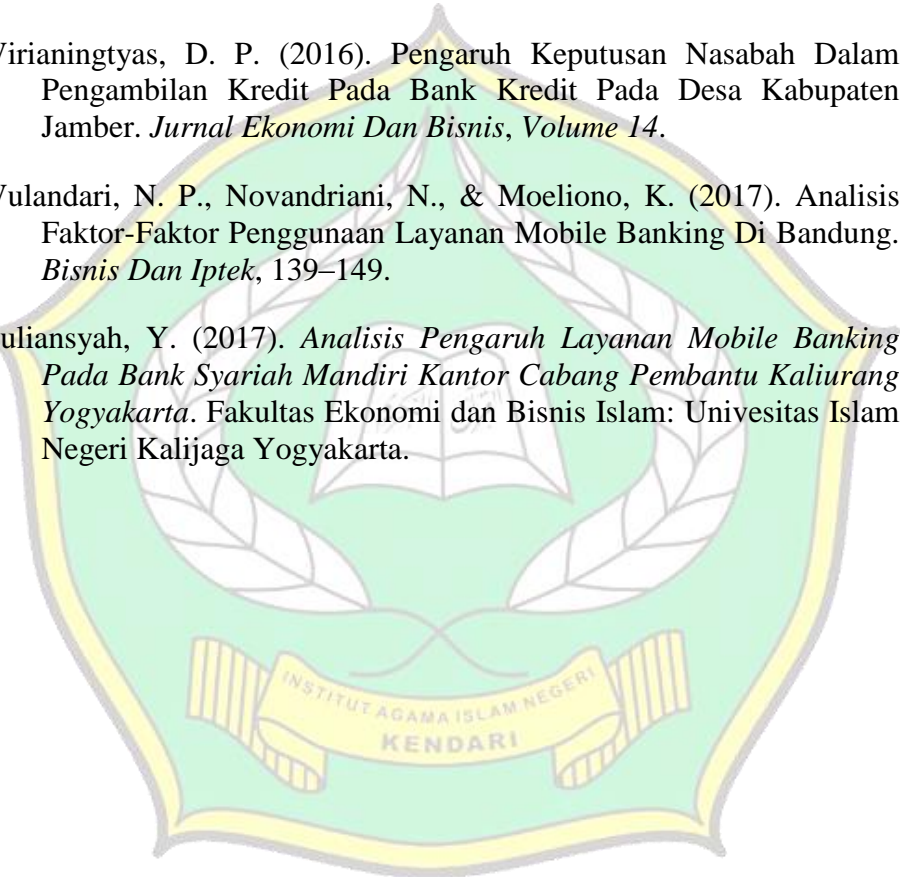 Virianingtyas, D. P. (2016). Pengaruh Keputusan Nasabah Dalam
Pengambilan Kredit Pada Bank Kredit Pada Desa Kabupaten
Jamber. Jurnal Ekonomi Dan Bisnis, Volume 14.
Vulandari, N. P., Novandriani, N., & Moeliono, K. (2017). Analisis
Faktor-Faktor Penggunaan Layanan Mobile Banking Di Bandung.
Bisnis Dan Iptek, 139–149.
uliansyah, Y. (2017). Analisis Pengaruh Layanan Mobile Banking
Pada Bank Syariah Mandiri Kantor Cabang Pembantu Kaliurang
Yogyakarta. Fakultas Ekonomi dan Bisnis Islam: Univesitas Islam
Negeri Kalijaga Yogyakarta.
INSTITUT AGAMA ISLAM NEGERI
KENDARI